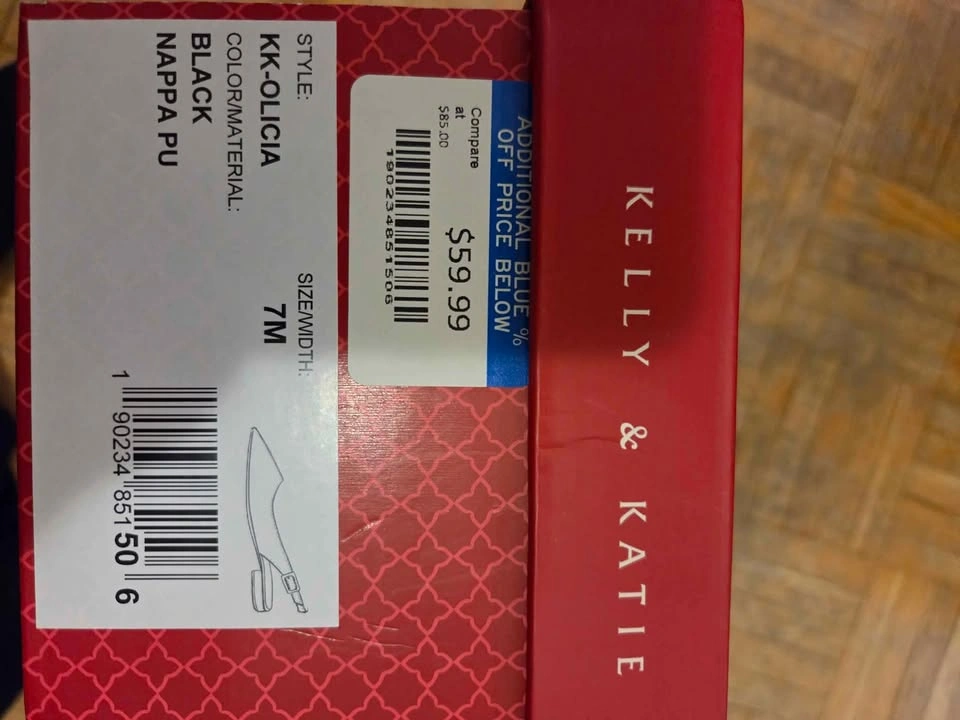 KELLY & KATIE
ADDITIONAL BLUE %
OFF PRICE BELOW
Compare
at
$85.00
$59.99
190234851506
STYLE:
KK-OLICIA
COLOR/MATERIAL:
BLACK
NAPPA PU
SIZE/WIDTH:
7M
1 90234 85150 6